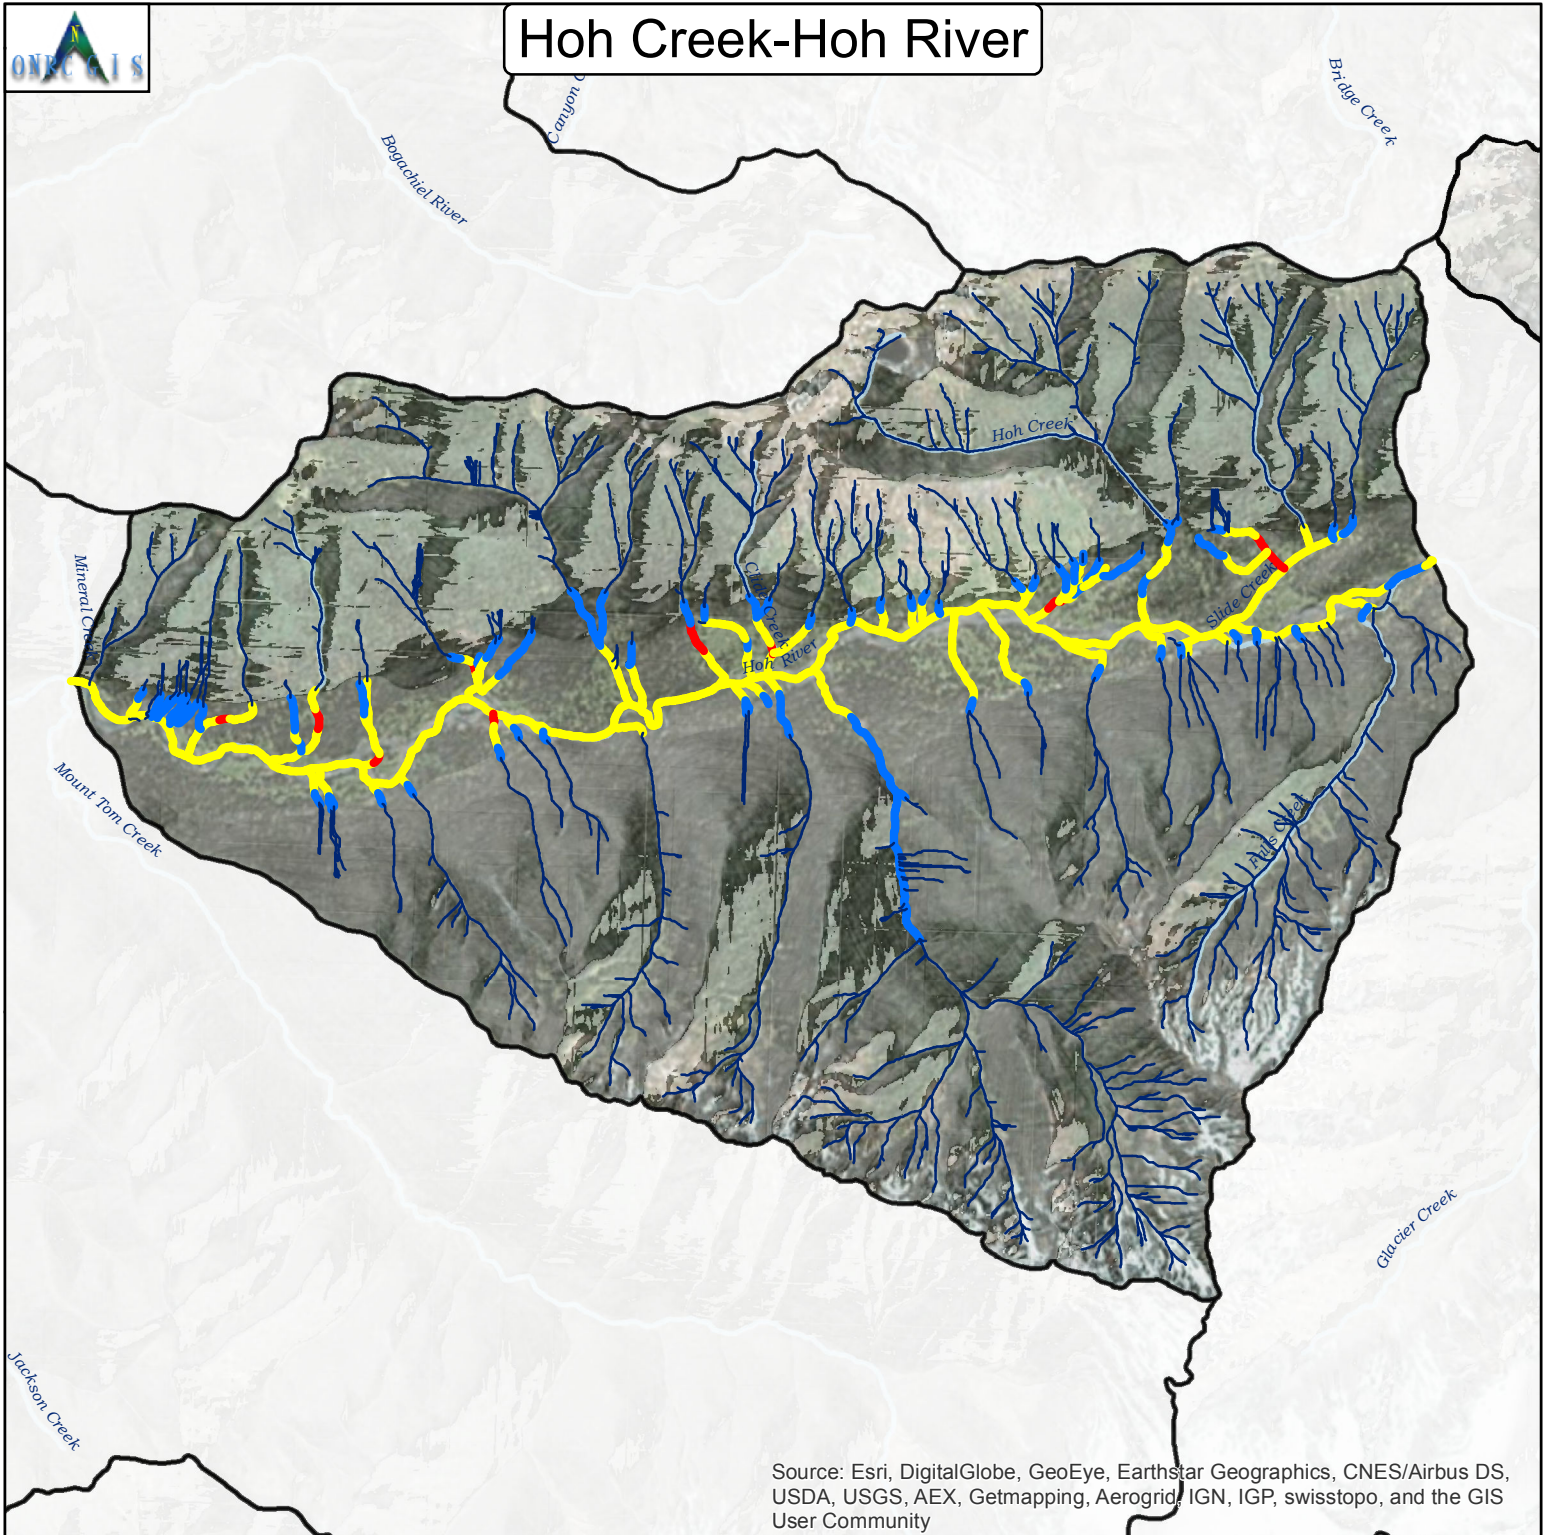 Hoh Creek-Hoh River
N
ONRC GIS
Bridge Creek
Bogachiel River
Hoh Creek
Mineral
Creek
Slide Creek
Hoh River
Mount Tom Creek
Falls Creek
Glacier Creek
Jackson Creek
Source: Esri, DigitalGlobe, GeoEye, Earthstar Geographics, CNES/Airbus DS,
USDA, USGS, AEX, Getmapping, Aerogrid, IGN, IGP, swisstopo, and the GIS
User Community
Canyon C